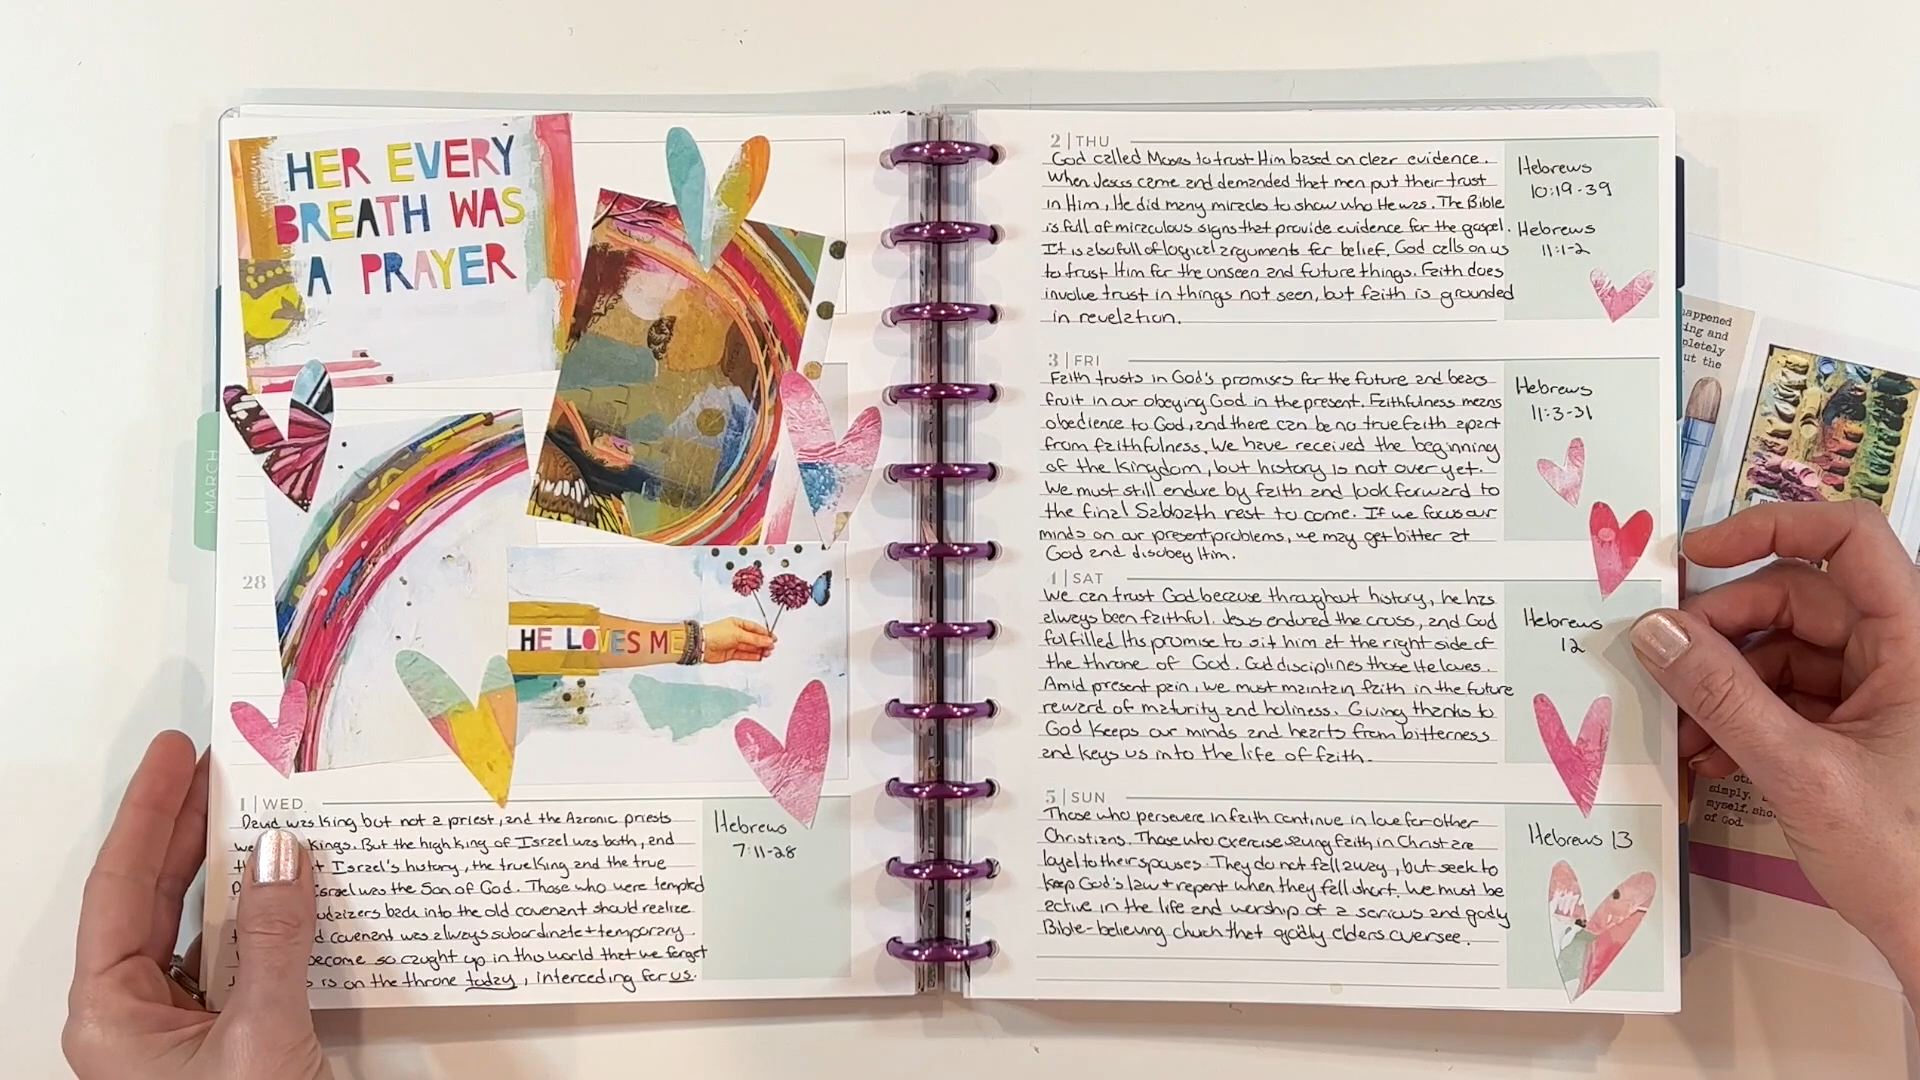 HER EVERY
BREATH WAS
A PRAYER
MARCH
28
HE LOVES ME
1 | WED
David was King but not a priest, and the Aaronic priests
kings. But the high king of Israel was both, and
Israel's history, the true King and the true
Israel was the Son of God. Those who were tempted
back into the old covenant should realize
covenant was always subordinate + temporary.
become so caught up in this world that we forget
is on the throne today, interceding for us.
Hebrews
7:11-28
2 | THU
God called Moses to trust Him based on clear evidence.
When Jesus came and demanded that men put their trust
in Him, He did many miracles to show who He was. The Bible
is full of miraculous signs that provide evidence for the gospel.
It is also full of logical arguments for belief. God calls on us
to trust Him for the unseen and future things. Faith does
involve trust in things not seen, but faith is grounded
in revelation.
Hebrews
10:19-39
Hebrews
11:1-2
3 | FRI
Faith trusts in God's promises for the future and bears
fruit in our obeying God in the present. Faithfulness means
obedience to God, and there can be no true faith apart
from faithfulness. We have received the beginning
of the Kingdom, but history is not over yet.
We must still endure by faith and look forward to
the final Sabbath rest to come. If we focus our
minds on our present problems, we may get bitter at
God and disobey Him.
Hebrews
11:3-31
4 | SAT
We can trust God because throughout history, he has
always been faithful. Jesus endured the cross, and God
fulfilled His promise to sit him at the right side of
the throne of God. God disciplines those He loves.
Amid present pain, we must maintain faith in the future
reward of maturity and holiness. Giving thanks to
God keeps our minds and hearts from bitterness
and keys us into the life of faith.
Hebrews
12
5 | SUN
Those who persevere in faith continue in love for other
Christians. Those who exercise saving faith in Christ are
loyal to their spouses. They do not fall away, but seek to
keep God's law + repent when they fall short. We must be
active in the life and worship of a serious and godly
Bible-believing church that godly elders oversee.
Hebrews 13
happened
ing and
pletely
ut the
simply.
myself, sho
of God.